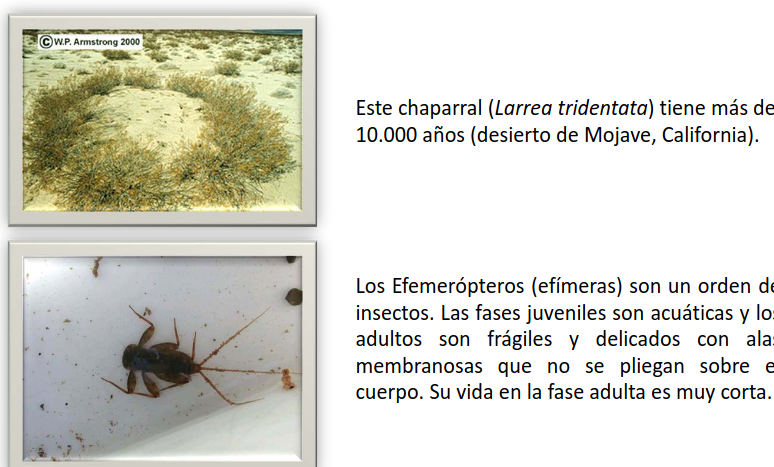 ©W.P. Armstrong 2000
Este chaparral (Larrea tridentata) tiene más de
10.000 años (desierto de Mojave, California).
Los Efemerópteros (efímeras) son un orden de
insectos. Las fases juveniles son acuáticas y los
adultos son frágiles y delicados con alas
membranosas que no se pliegan sobre e
cuerpo. Su vida en la fase adulta es muy corta.